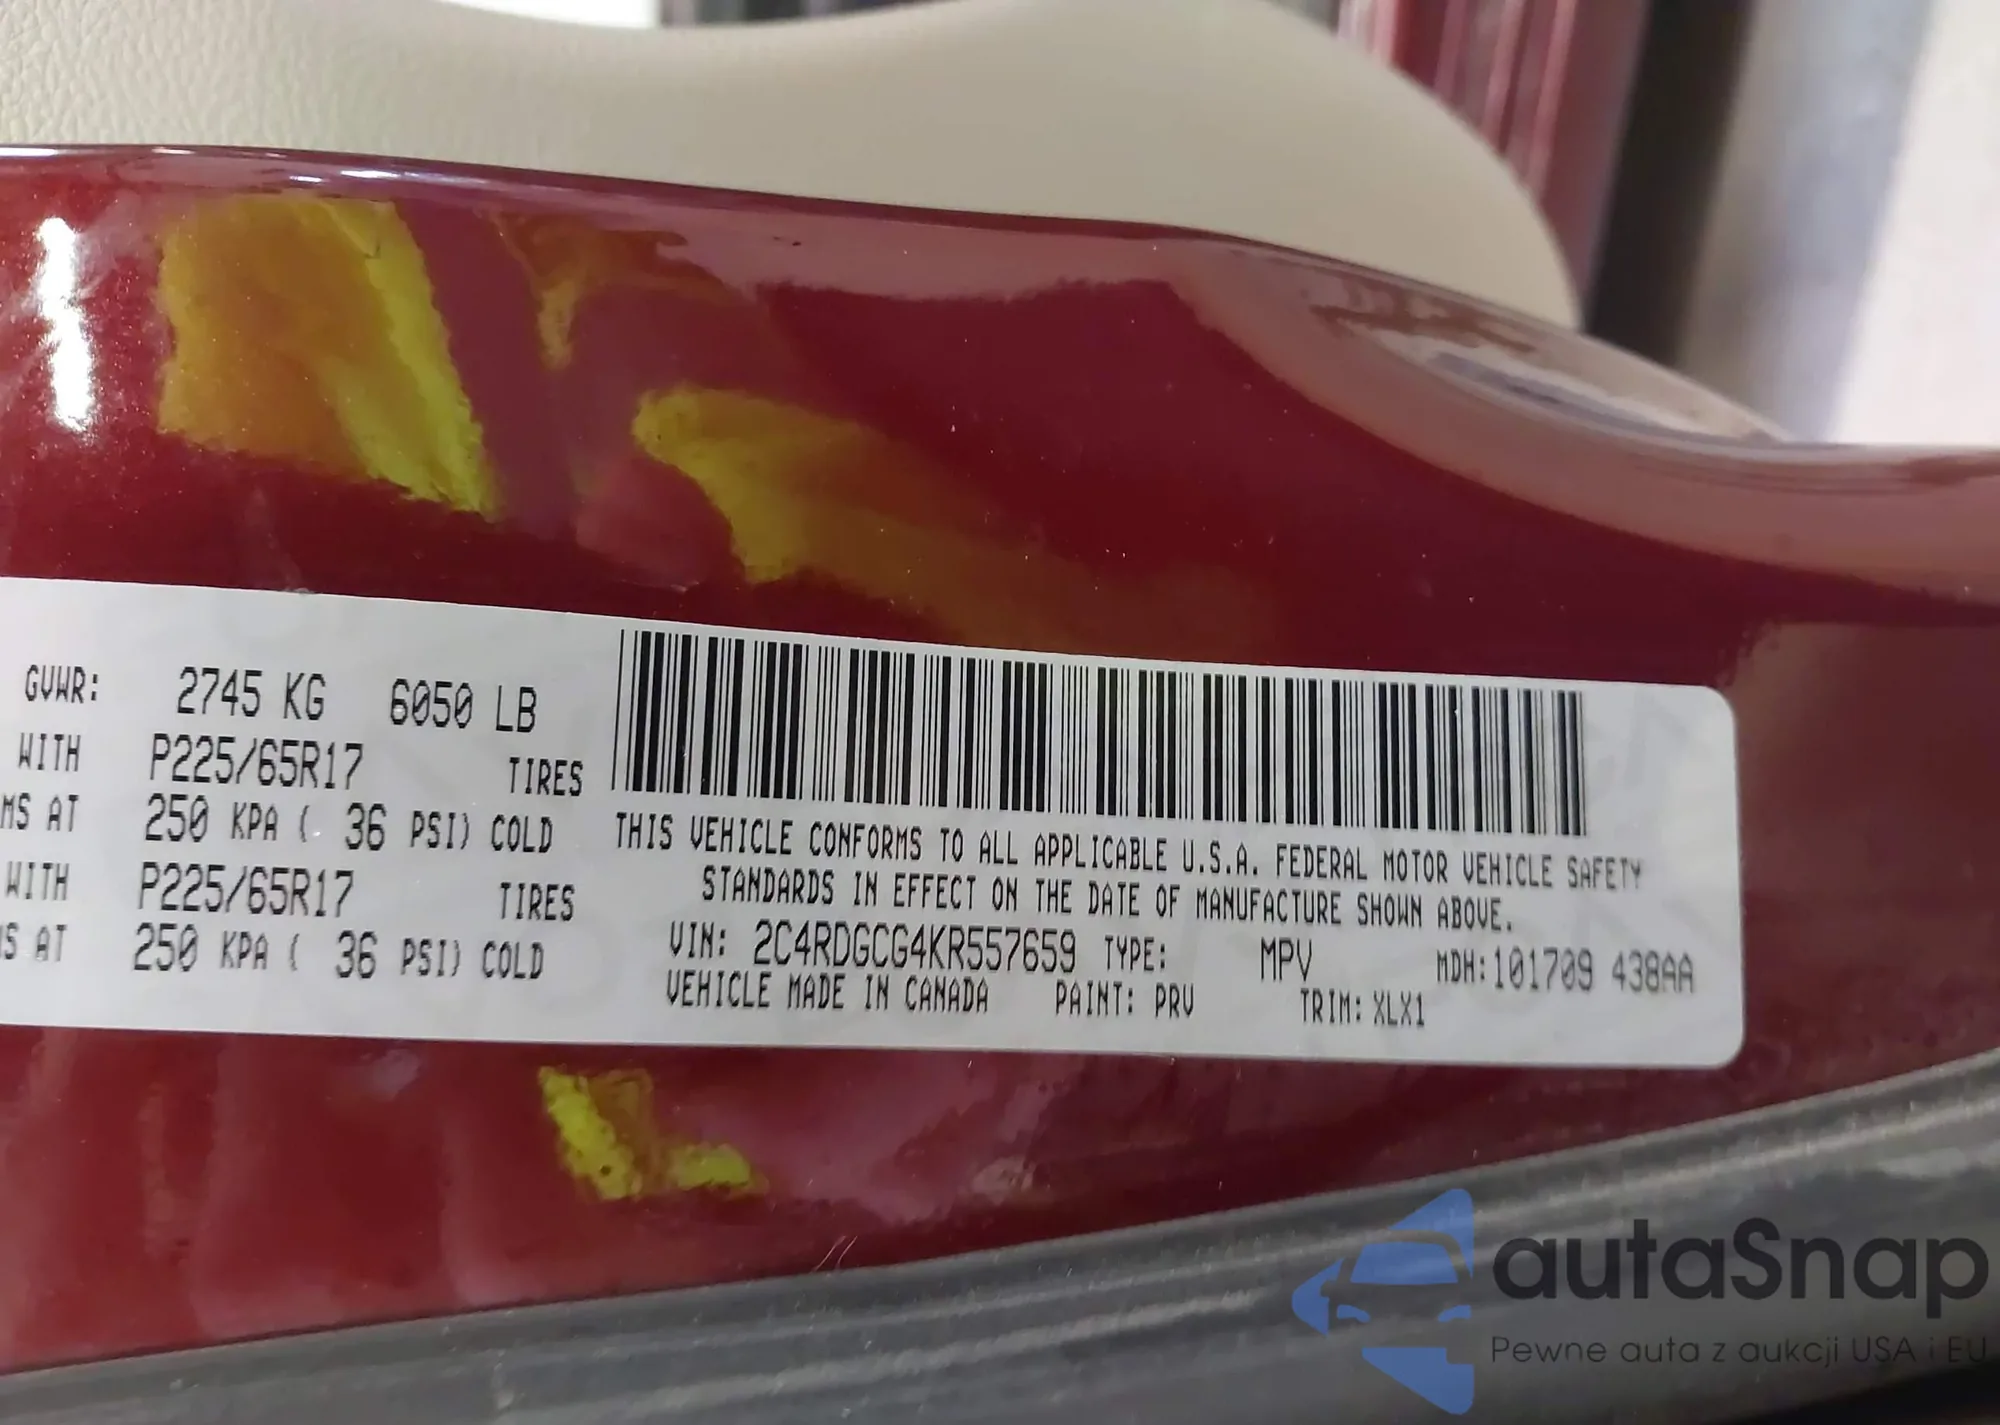 GVWR: 2745 KG 6050 LB
WITH P225/65R17 TIRES
MS AT 250 KPA ( 36 PSI) COLD
WITH P225/65R17 TIRES
S AT 250 KPA ( 36 PSI) COLD
THIS VEHICLE CONFORMS TO ALL APPLICABLE U.S.A. FEDERAL MOTOR VEHICLE SAFETY
STANDARDS IN EFFECT ON THE DATE OF MANUFACTURE SHOWN ABOVE.
VIN: 2C4RDGCG4KR557659 TYPE: MPV MDH:101709 438AA
VEHICLE MADE IN CANADA PAINT: PRV TRIM: XLX1
autaSnap
Pewne auta z aukcji USA i EU